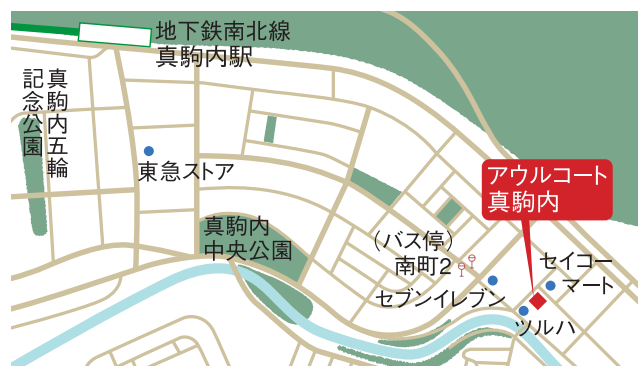 地下鉄南北線
真駒内駅
真駒内五輪
記念公園
東急ストア
真駒内
中央公園
アウルコート
真駒内
(バス停)
南町2
セイコー
マート
セブンイレブン
ツルハ